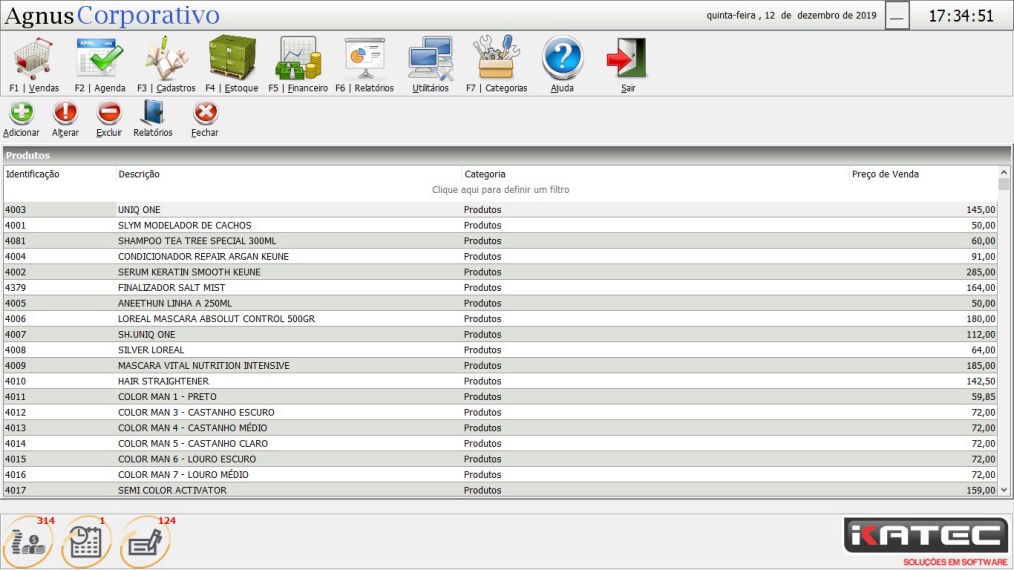 Agnus Corporativo quinta-feira , 12 de dezembro de 2019 17:34:51
F1 | Vendas F2 | Agenda F3 | Cadastros F4 | Estoque F5 | Financeiro F6 | Relatórios Utilitários F7 | Categorias Ajuda Sair
Adicionar Alterar Excluir Relatórios Fechar
Produtos
Identificação Descrição Categoria Preço de Venda
Clique aqui para definir um filtro
4003 UNIQ ONE Produtos 145,00
4001 SLYM MODELADOR DE CACHOS Produtos 50,00
4081 SHAMPOO TEA TREE SPECIAL 300ML Produtos 60,00
4004 CONDICIONADOR REPAIR ARGAN KEUNE Produtos 91,00
4002 SERUM KERATIN SMOOTH KEUNE Produtos 285,00
4379 FINALIZADOR SALT MIST Produtos 164,00
4005 ANEETHUN LINHA A 250ML Produtos 50,00
4006 LOREAL MASCARA ABSOLUT CONTROL 500GR Produtos 180,00
4007 SH.UNIQ ONE Produtos 112,00
4008 SILVER LOREAL Produtos 64,00
4009 MASCARA VITAL NUTRITION INTENSIVE Produtos 185,00
4010 HAIR STRAIGHTENER Produtos 142,50
4011 COLOR MAN 1 - PRETO Produtos 59,85
4012 COLOR MAN 3 - CASTANHO ESCURO Produtos 72,00
4013 COLOR MAN 4 - CASTANHO MÉDIO Produtos 72,00
4014 COLOR MAN 5 - CASTANHO CLARO Produtos 72,00
4015 COLOR MAN 6 - LOURO ESCURO Produtos 72,00
4016 COLOR MAN 7 - LOURO MÉDIO Produtos 72,00
4017 SEMI COLOR ACTIVATOR Produtos 159,00
314 1 124
iKATEC
SOLUÇÕES EM SOFTWARE